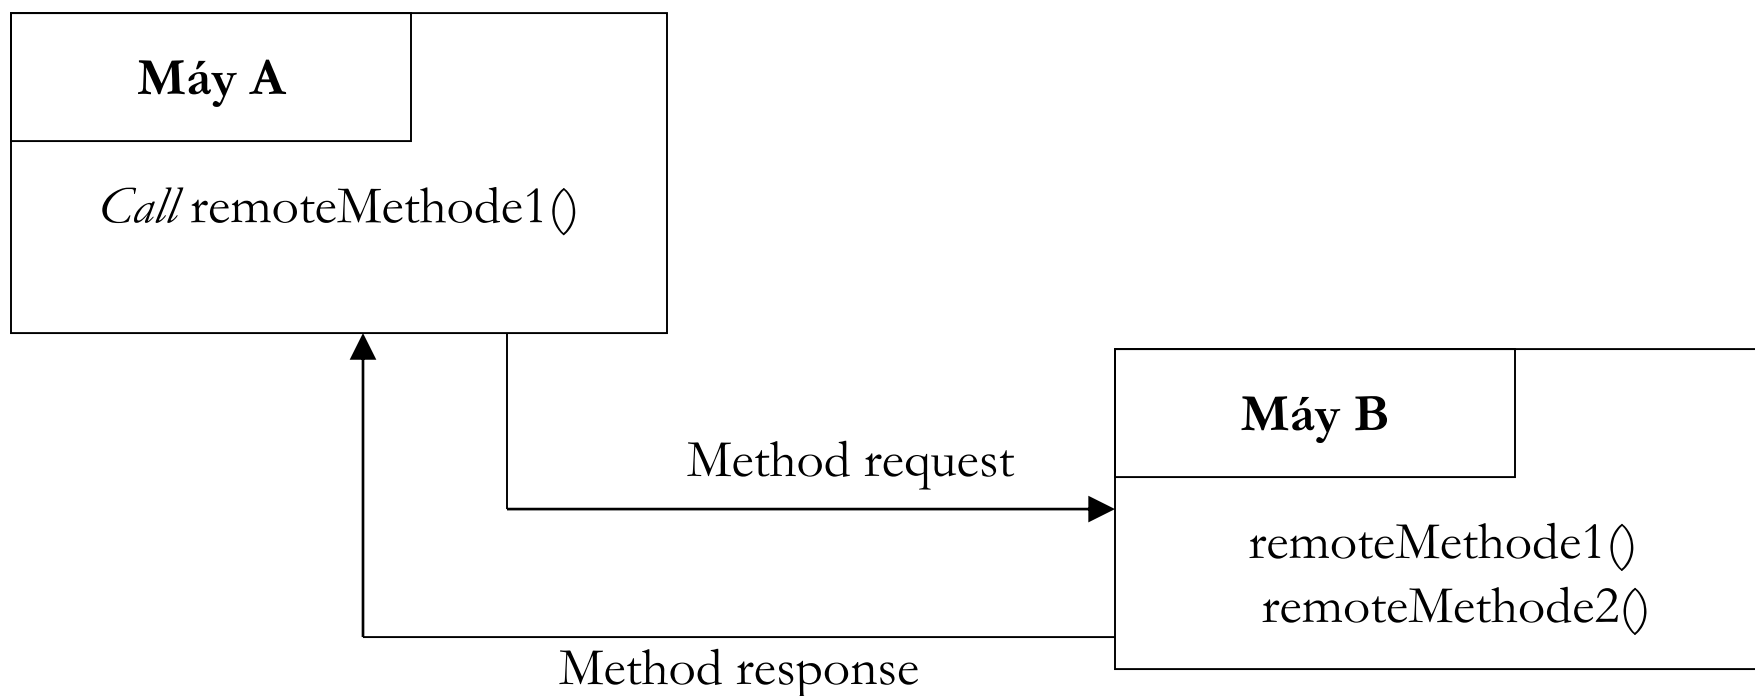 Máy A
Call remoteMethode1()
Máy B
Method request
remoteMethode1()
remoteMethode2()
Method response